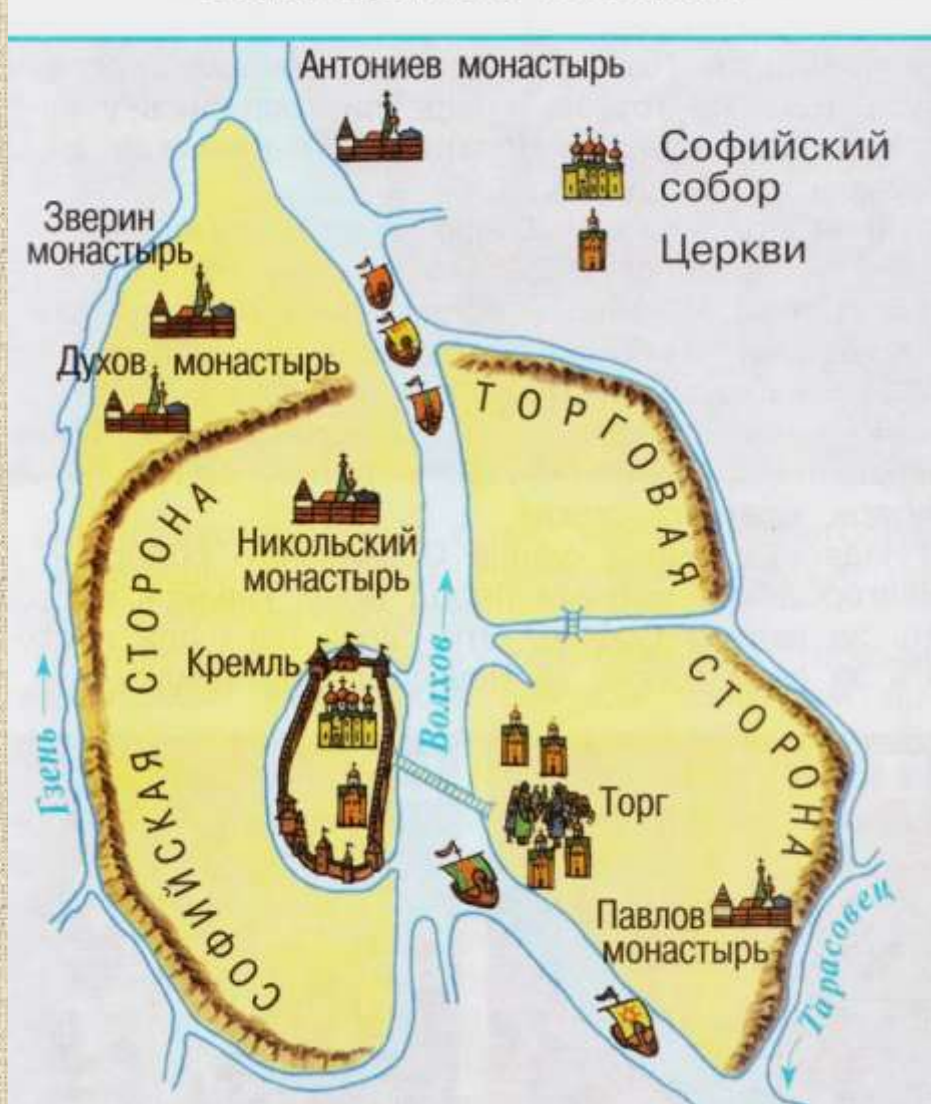 Антониев монастырь
Софийский
собор
Церкви
Зверин
монастырь
Духов монастырь
ТОРГОВАЯ
СТОРОНА
СОФИЙСКАЯ СТОРОНА
Никольский
монастырь
Кремль
Волхов
Гзень
Торг
Павлов
монастырь
Тарасовец